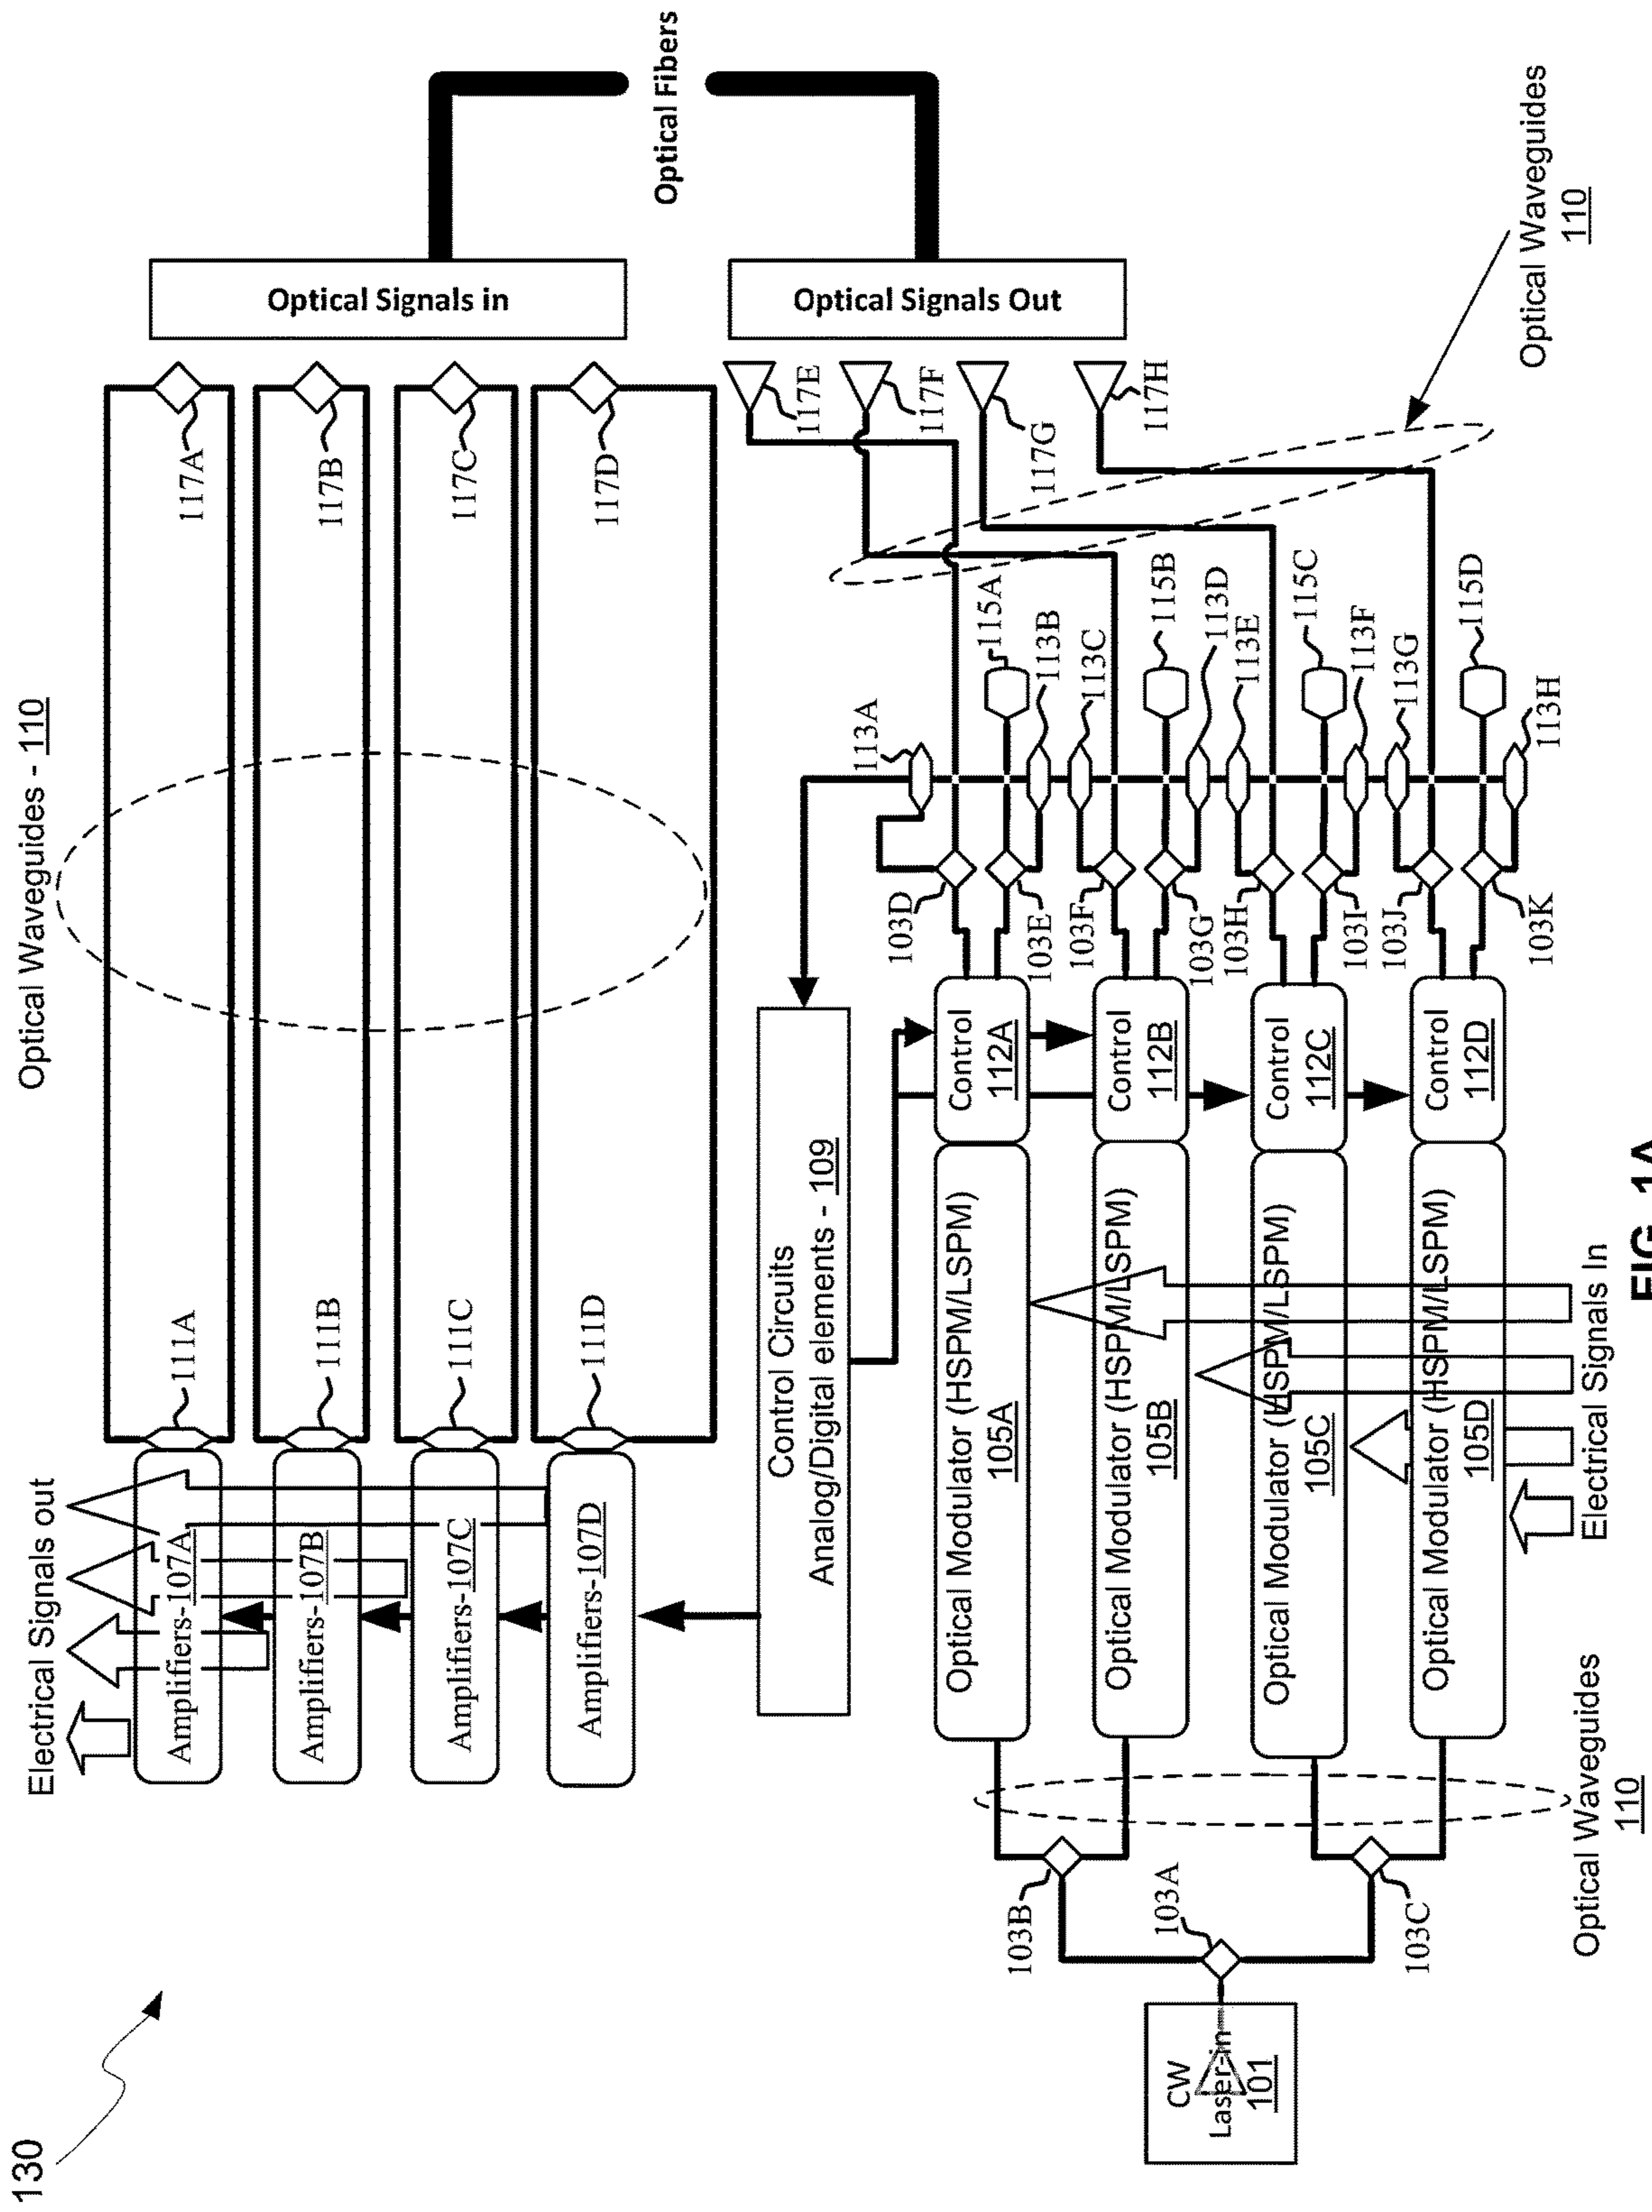 130
Optical Waveguides - 110
Electrical Signals out
Amplifiers-107A
Amplifiers-107B
Amplifiers-107C
Amplifiers-107D
111A
111B
111C
111D
117A
117B
117C
117D
Optical Signals in
Optical Fibers
Optical Signals Out
117E
117F
117G
117H
Control Circuits
Analog/Digital elements - 109
CW
Laser-in
101
103A
103B
103C
Optical Waveguides
110
Optical Modulator (HSPM/LSPM)
105A
Optical Modulator (HSPM/LSPM)
105B
Optical Modulator (HSPM/LSPM)
105C
Optical Modulator (HSPM/LSPM)
105D
Electrical Signals In
Control
112A
Control
112B
Control
112C
Control
112D
103D
103E
103F
103G
103H
103I
103J
103K
113A
115A
113B
113C
115B
113D
113E
115C
113F
113G
115D
113H
Optical Waveguides
110
FIG. 1A